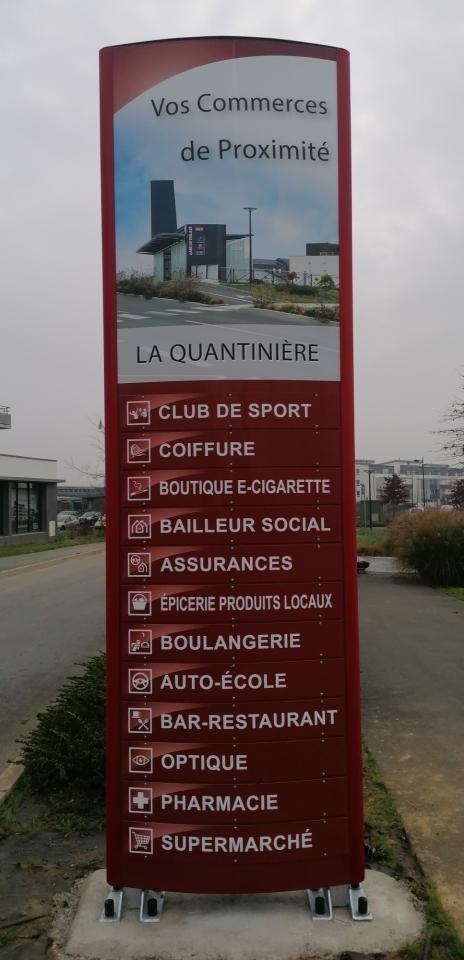 Vos Commerces
de Proximité
LA QUANTINIÈRE
CLUB DE SPORT
COIFFURE
BOUTIQUE E-CIGARETTE
BAILLEUR SOCIAL
ASSURANCES
ÉPICERIE PRODUITS LOCAUX
BOULANGERIE
AUTO-ÉCOLE
BAR-RESTAURANT
OPTIQUE
PHARMACIE
SUPERMARCHÉ